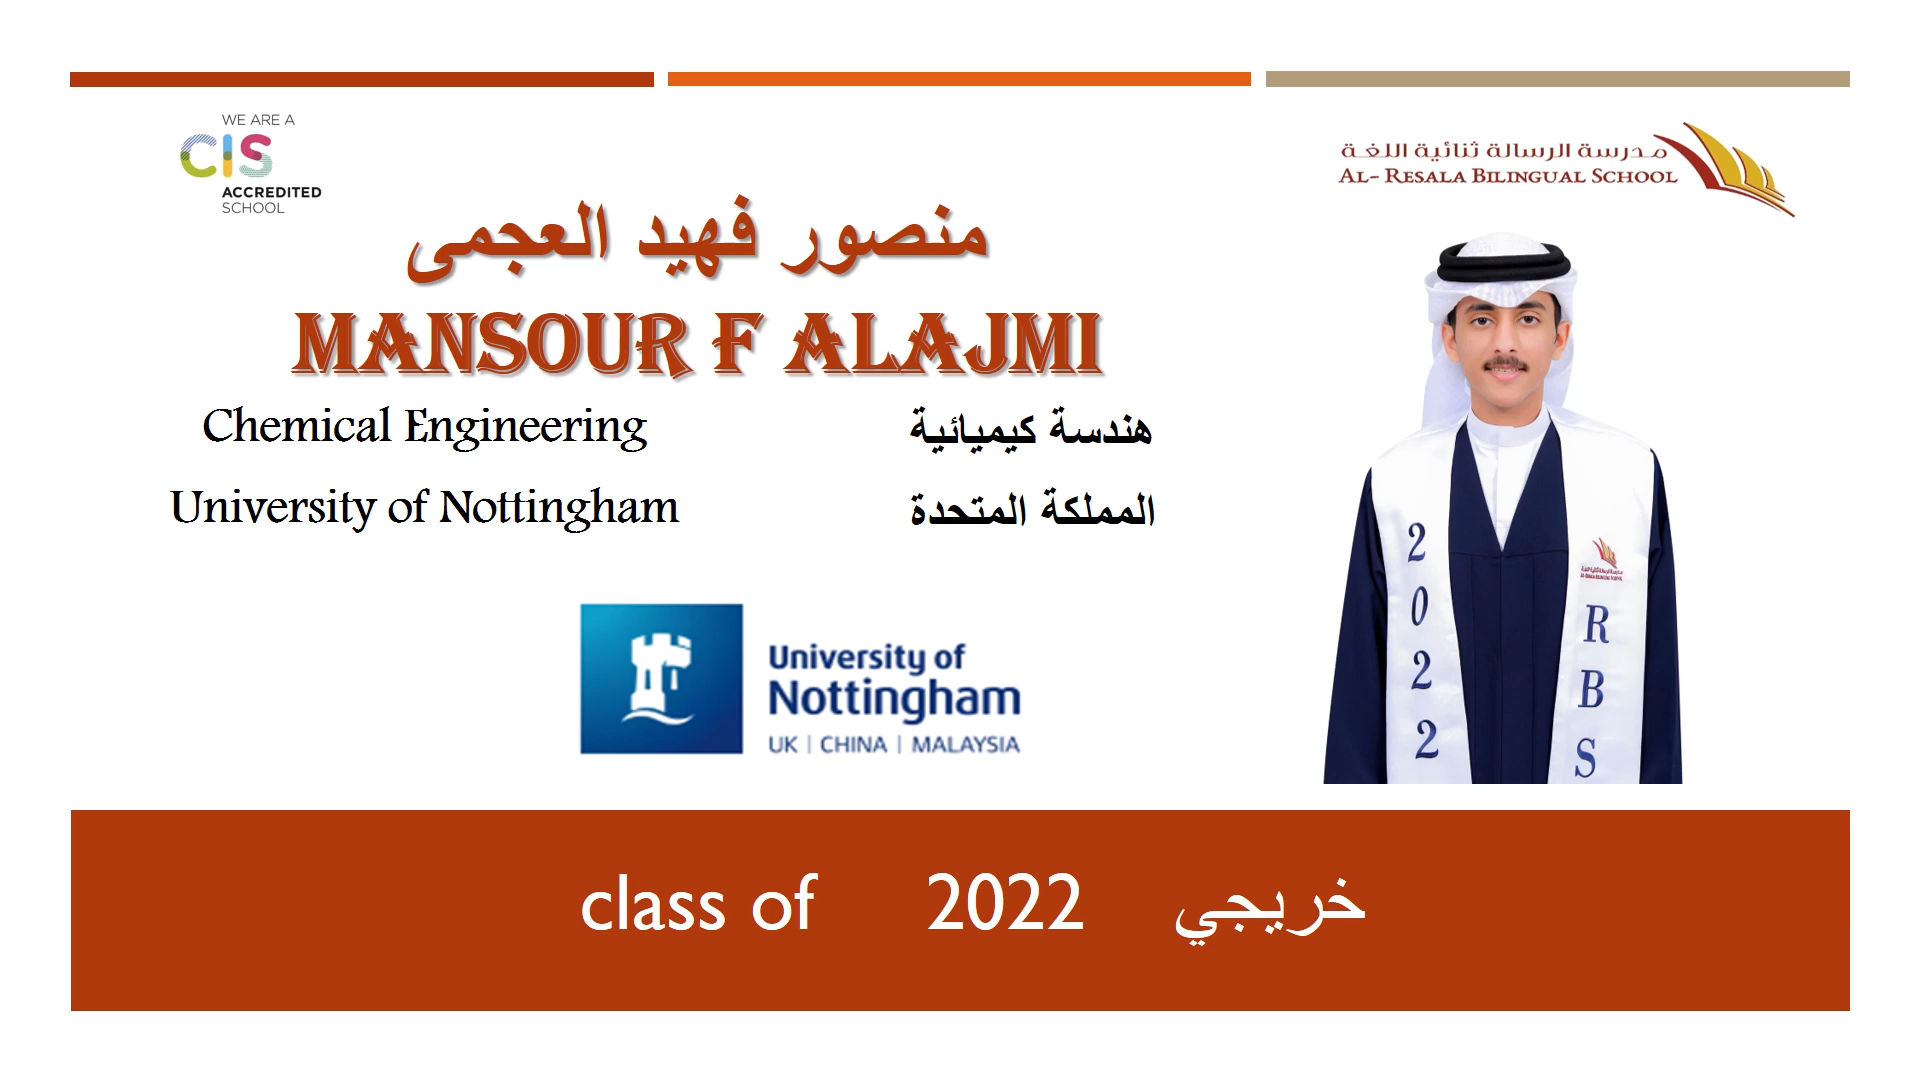 WE ARE A
CIS
ACCREDITED
SCHOOL
مدرسة الرسالة ثنائية اللغة
AL- RESALA BILINGUAL SCHOOL
منصور فهيد العجمى
MANSOUR F ALAJMI
Chemical Engineering
هندسة كيميائية
University of Nottingham
المملكة المتحدة
2022
RBS
University of
Nottingham
UK | CHINA | MALAYSIA
class of 2022 خريجي